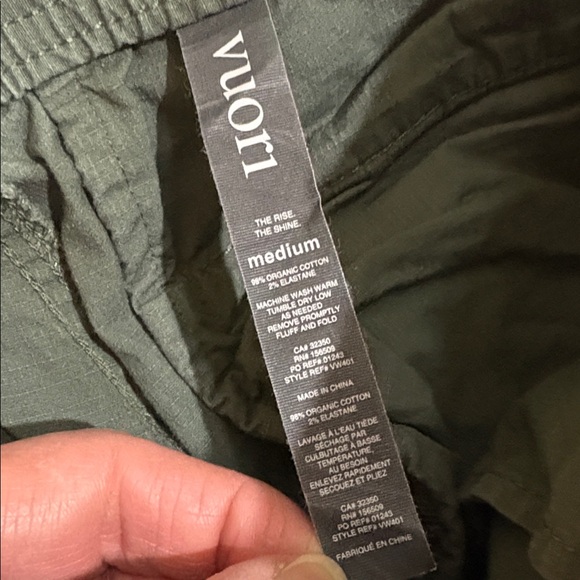 vuori
THE RISE.
THE SHINE.
medium
98% ORGANIC COTTON
2% ELASTANE
MACHINE WASH WARM
TUMBLE DRY LOW
AS NEEDED
REMOVE PROMPTLY
FLUFF AND FOLD
CA# 32350
RN# 156509
PO REF# 01243
STYLE REF# VW401
MADE IN CHINA
98% ORGANIC COTTON
2% ELASTANE
LAVAGE À L'EAU TIÈDE
SÉCHAGE PAR
CULBUTAGE À BASSE
TEMPÉRATURE,
AU BESOIN
ENLEVEZ RAPIDEMENT
SECOUEZ ET PLIEZ
CA# 32350
RN# 156509
PO REF# 01243
STYLE REF# VW401
FABRIQUÉ EN CHINE